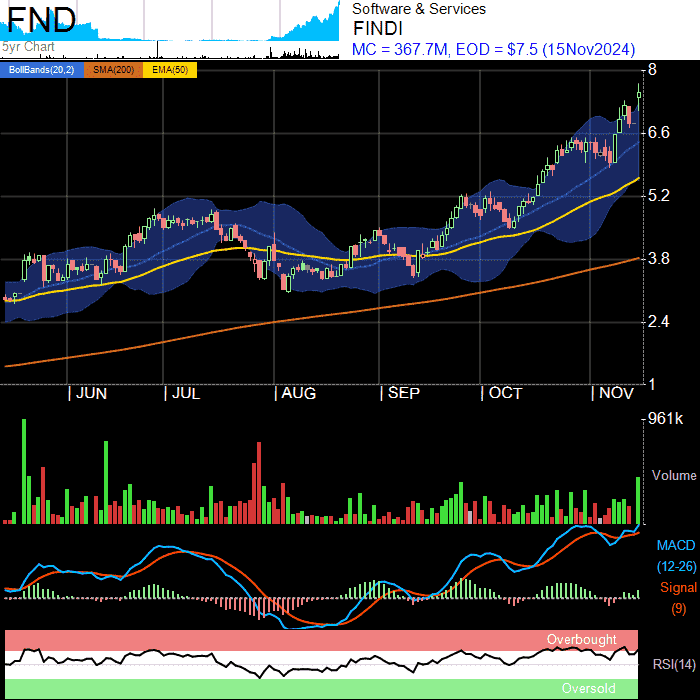 FND
5yr Chart
Software & Services
FINDI
MC = 367.7M, EOD = $7.5 (15Nov2024)
BollBands(20,2) SMA(200) EMA(50)
8
6.6
5.2
3.8
2.4
1
JUN JUL AUG SEP OCT NOV
961k
Volume
MACD
(12-26)
Signal
(9)
Overbought
RSI(14)
Oversold